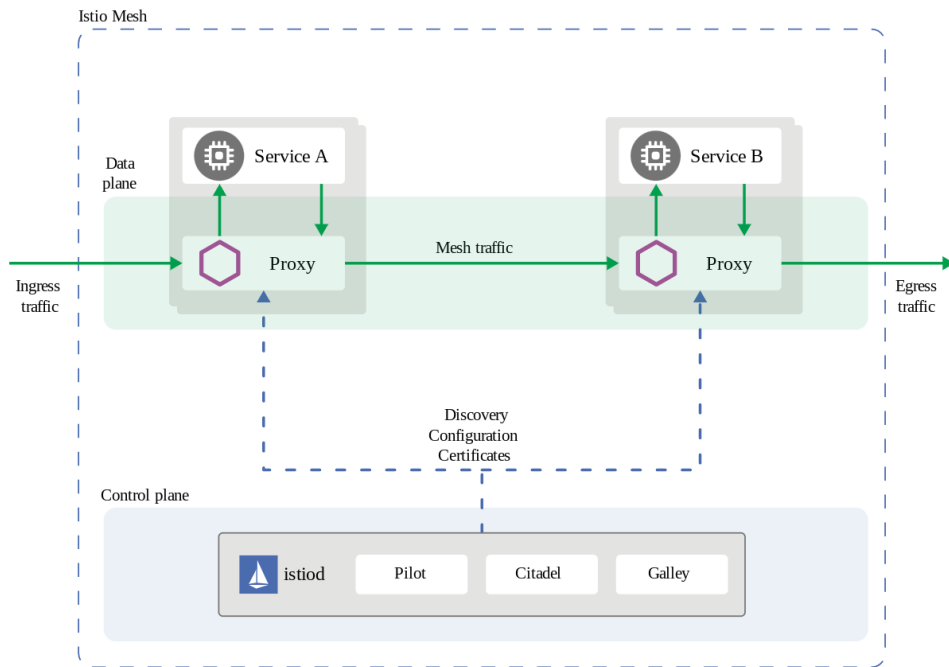 Istio Mesh
Service A
Service B
Data
plane
Proxy
Mesh traffic
Proxy
Ingress
traffic
Egress
traffic
Discovery
Configuration
Certificates
Control plane
istiod
Pilot
Citadel
Galley